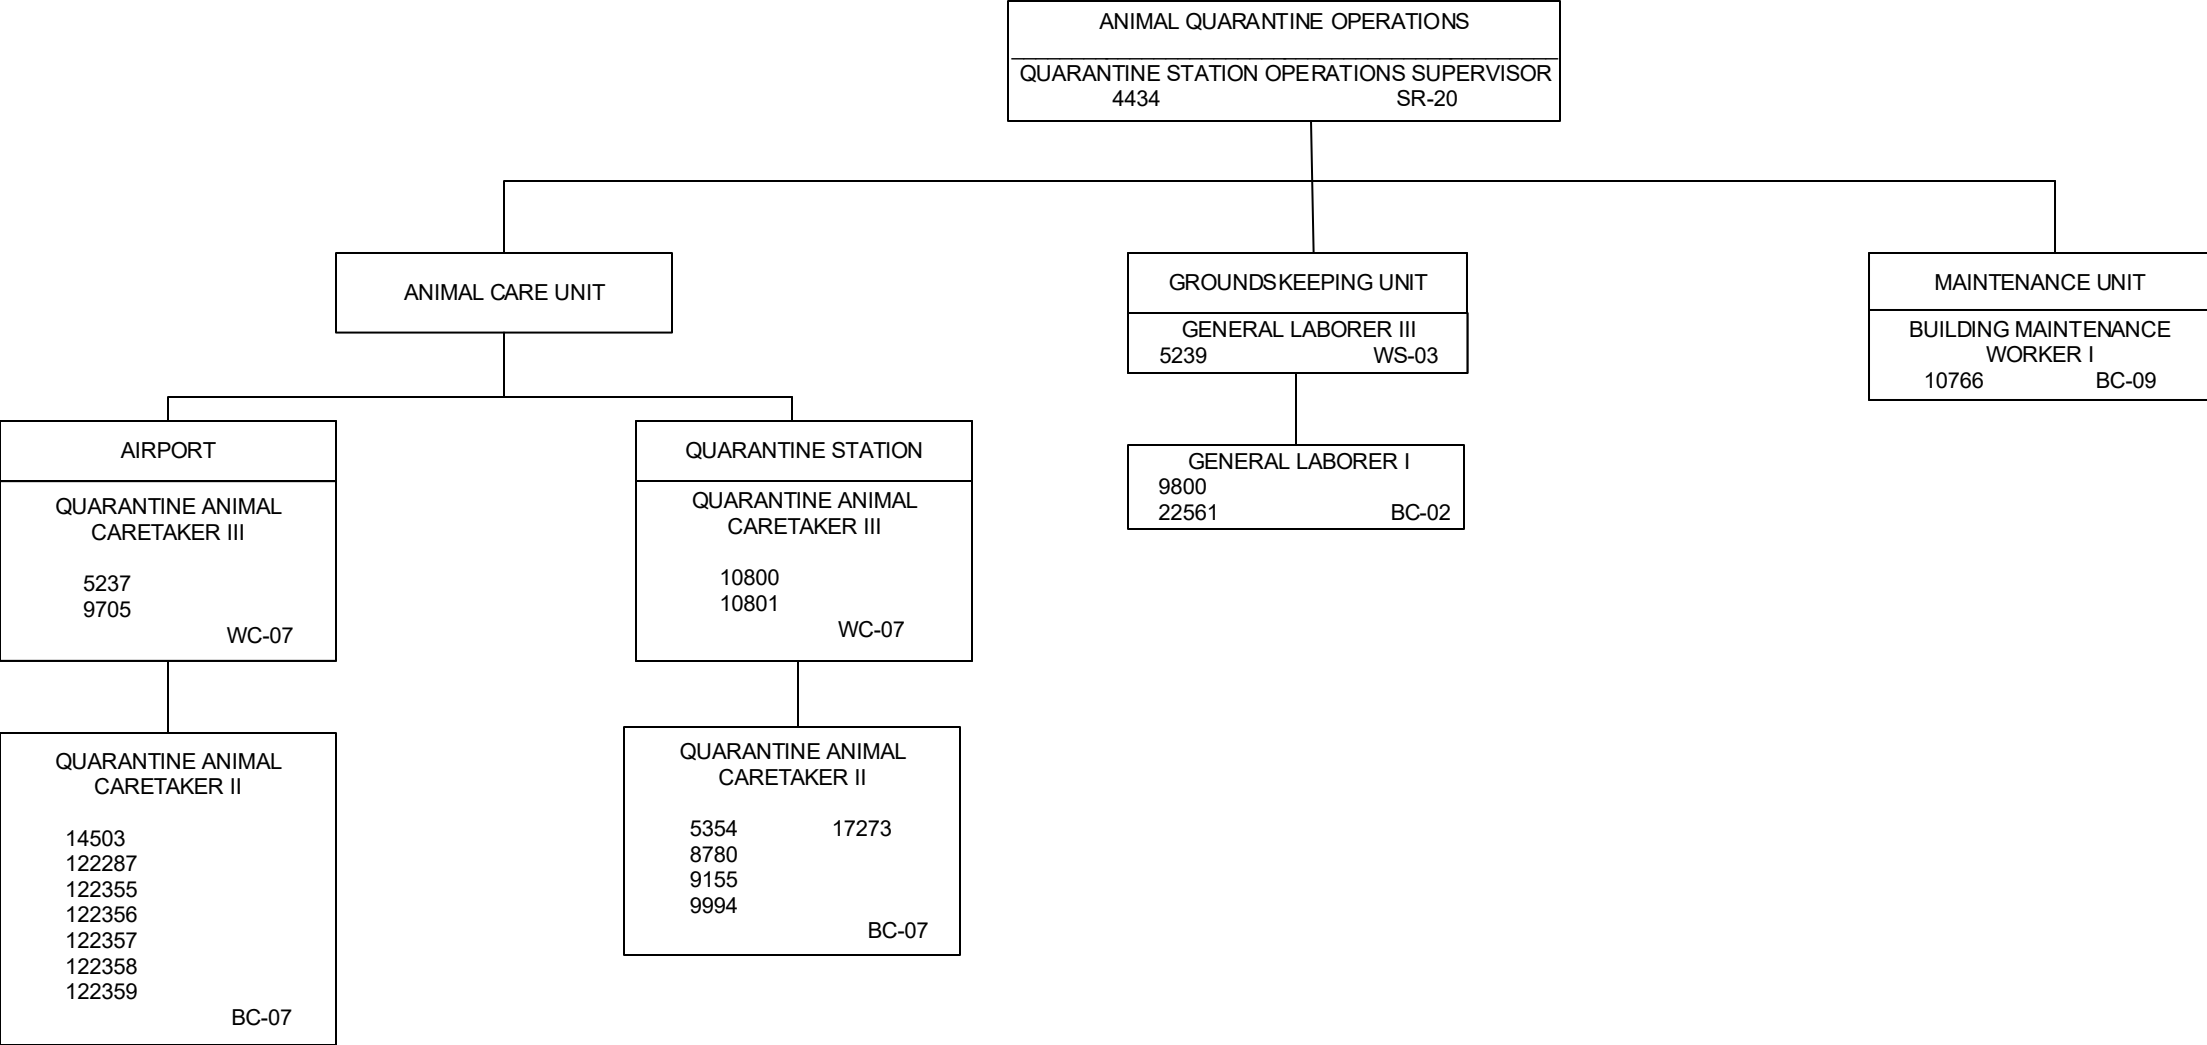 ANIMAL QUARANTINE OPERATIONS
QUARANTINE STATION OPERATIONS SUPERVISOR
4434 SR-20
ANIMAL CARE UNIT
GROUNDSKEEPING UNIT
GENERAL LABORER III
5239 WS-03
MAINTENANCE UNIT
BUILDING MAINTENANCE
WORKER I
10766 BC-09
AIRPORT
QUARANTINE ANIMAL
CARETAKER III
5237
9705
WC-07
QUARANTINE STATION
QUARANTINE ANIMAL
CARETAKER III
10800
10801
WC-07
GENERAL LABORER I
9800
22561 BC-02
QUARANTINE ANIMAL
CARETAKER II
14503
122287
122355
122356
122357
122358
122359
BC-07
QUARANTINE ANIMAL
CARETAKER II
5354 17273
8780
9155
9994
BC-07